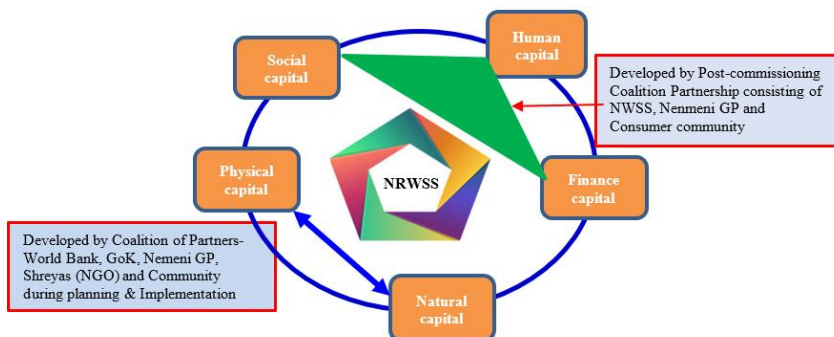 Human
capital
Social
capital
Developed by Post-commissioning
Coalition Partnership consisting of
NWSS, Nenmeni GP and
Consumer community
Physical
capital
NRWSS
Finance
capital
Developed by Coalition of Partners-
World Bank, GoK, Nemeni GP,
Shreyas (NGO) and Community
during planning & Implementation
Natural
capital